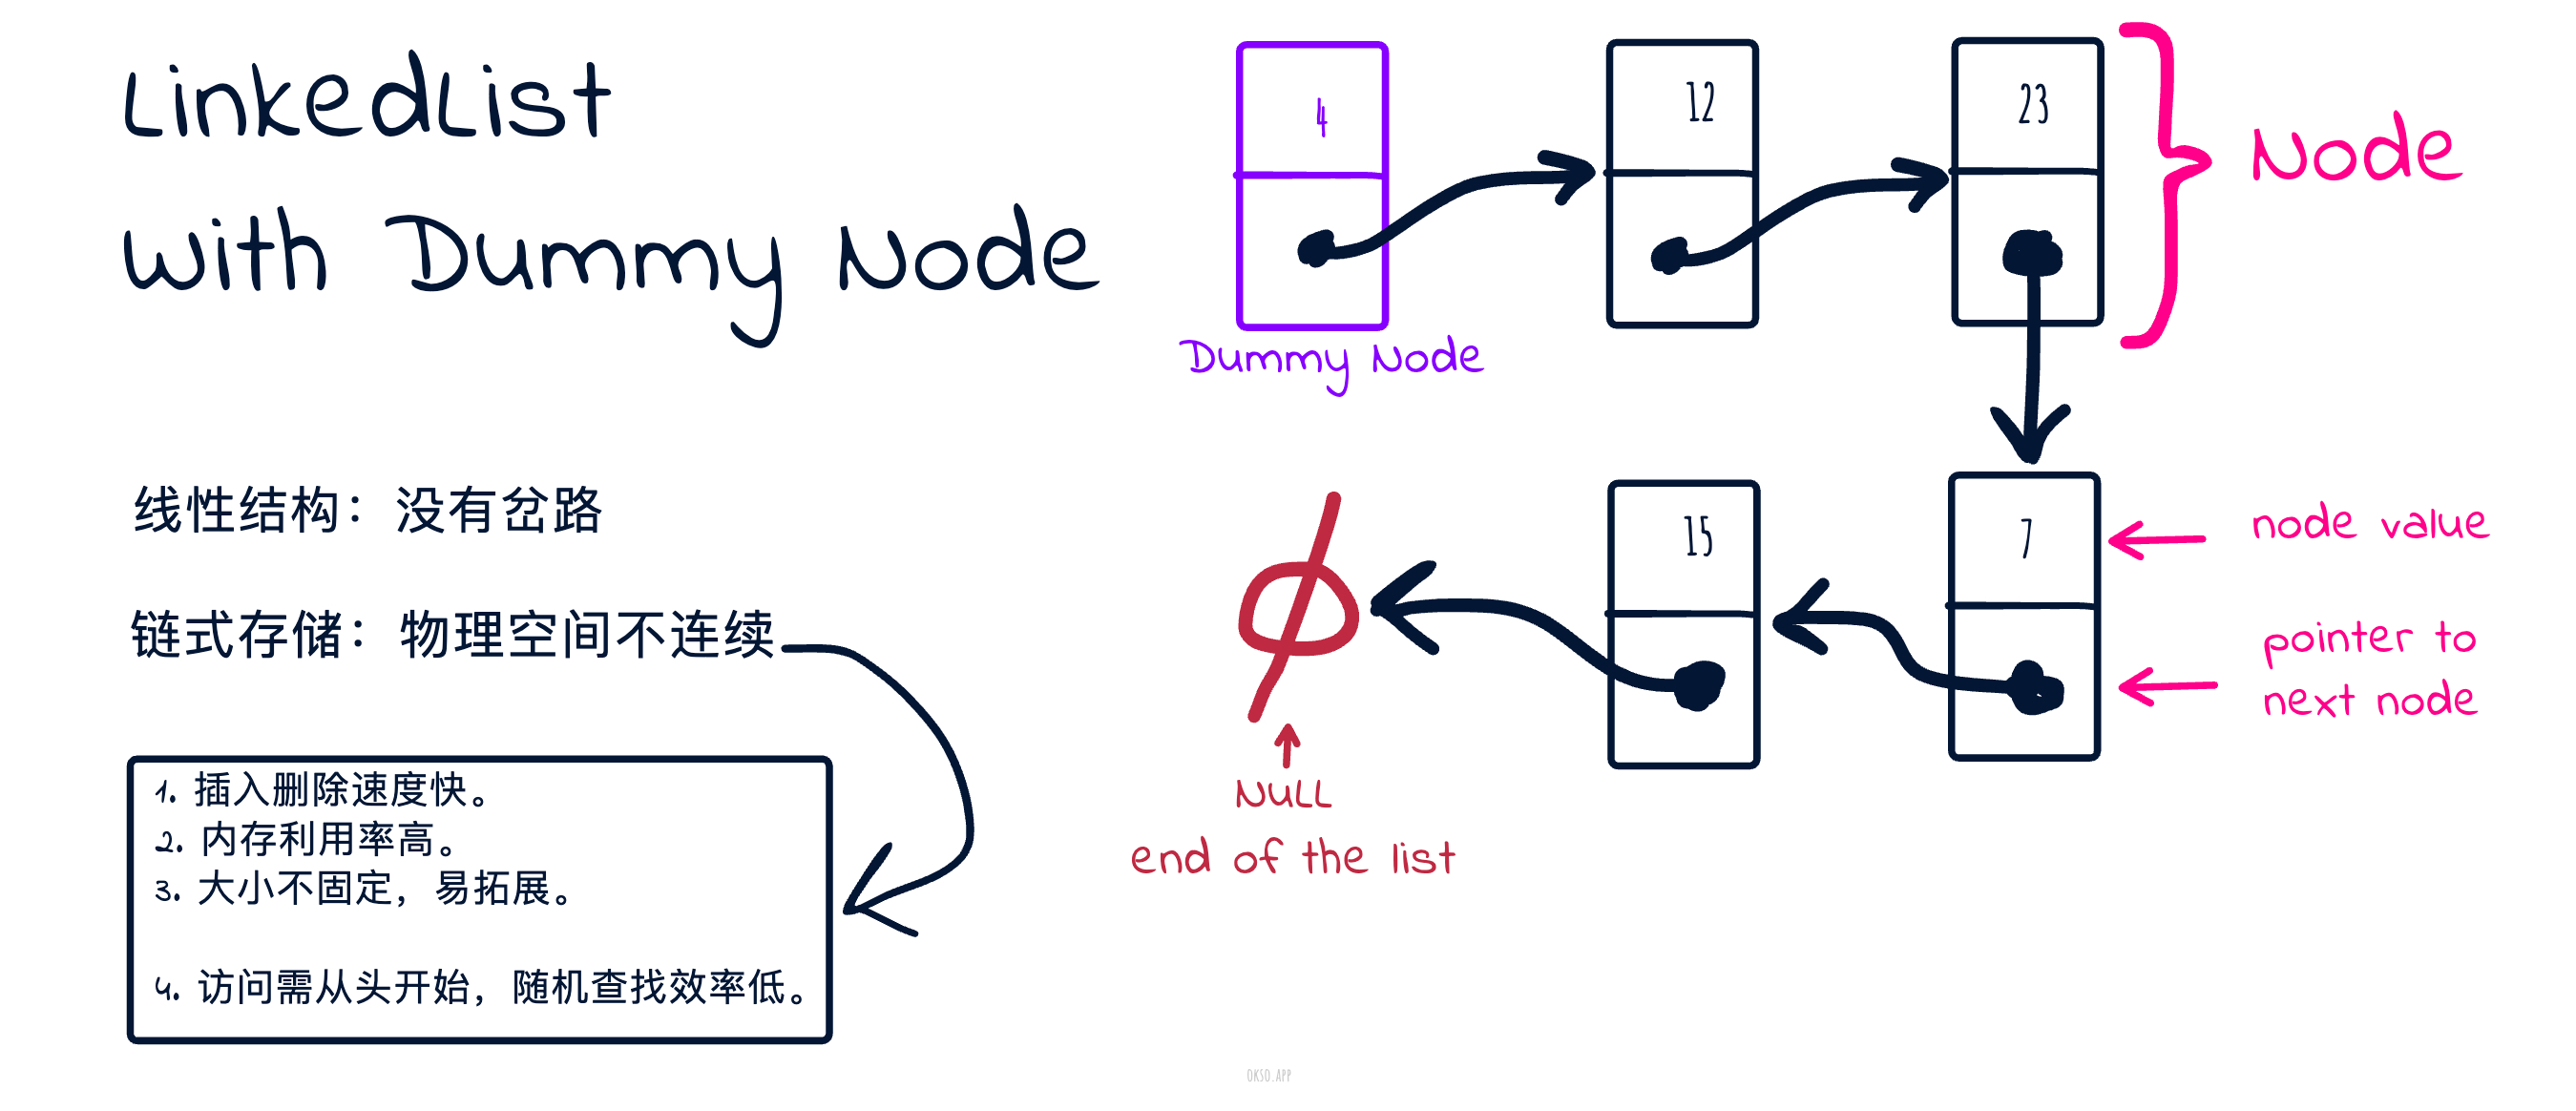 LinkedList
With Dummy Node
线性结构：没有岔路
链式存储：物理空间不连续
1. 插入删除速度快。
2. 内存利用率高。
3. 大小不固定，易拓展。
4. 访问需从头开始，随机查找效率低。
4
12
23
Dummy Node
Node
15
7
node value
pointer to
next node
NULL
end of the list
OKSO.APP